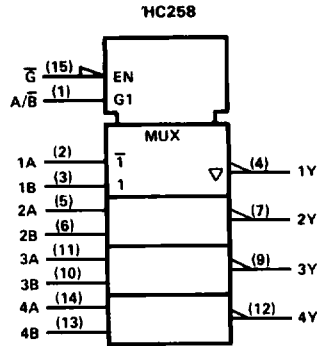 'HC258
G̅ (15) EN
A/B̅ (1) G1
MUX
1A (2) 1̅ (4) 1Y
1B (3) 1 ▽
2A (5) (7) 2Y
2B (6)
3A (11) (9) 3Y
3B (10)
4A (14) (12) 4Y
4B (13)